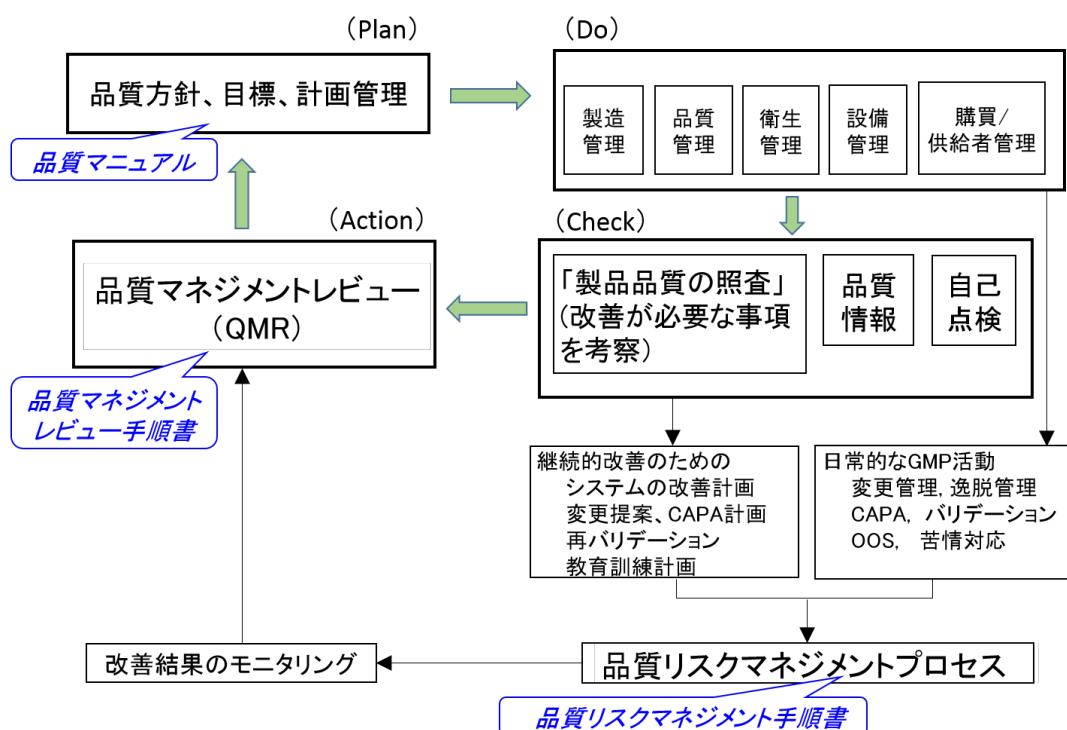 （Plan）
品質方針、目標、計画管理
品質マニュアル
（Do）
製造
管理
品質
管理
衛生
管理
設備
管理
購買/
供給者管理
（Action）
品質マネジメントレビュー
（QMR）
品質マネジメント
レビュー手順書
（Check）
「製品品質の照査」
(改善が必要な事項
を考察）
品質
情報
自己
点検
継続的改善のための
システムの改善計画
変更提案、CAPA計画
再バリデーション
教育訓練計画
日常的なGMP活動
変更管理, 逸脱管理
CAPA, バリデーション
OOS, 苦情対応
改善結果のモニタリング
品質リスクマネジメントプロセス
品質リスクマネジメント手順書